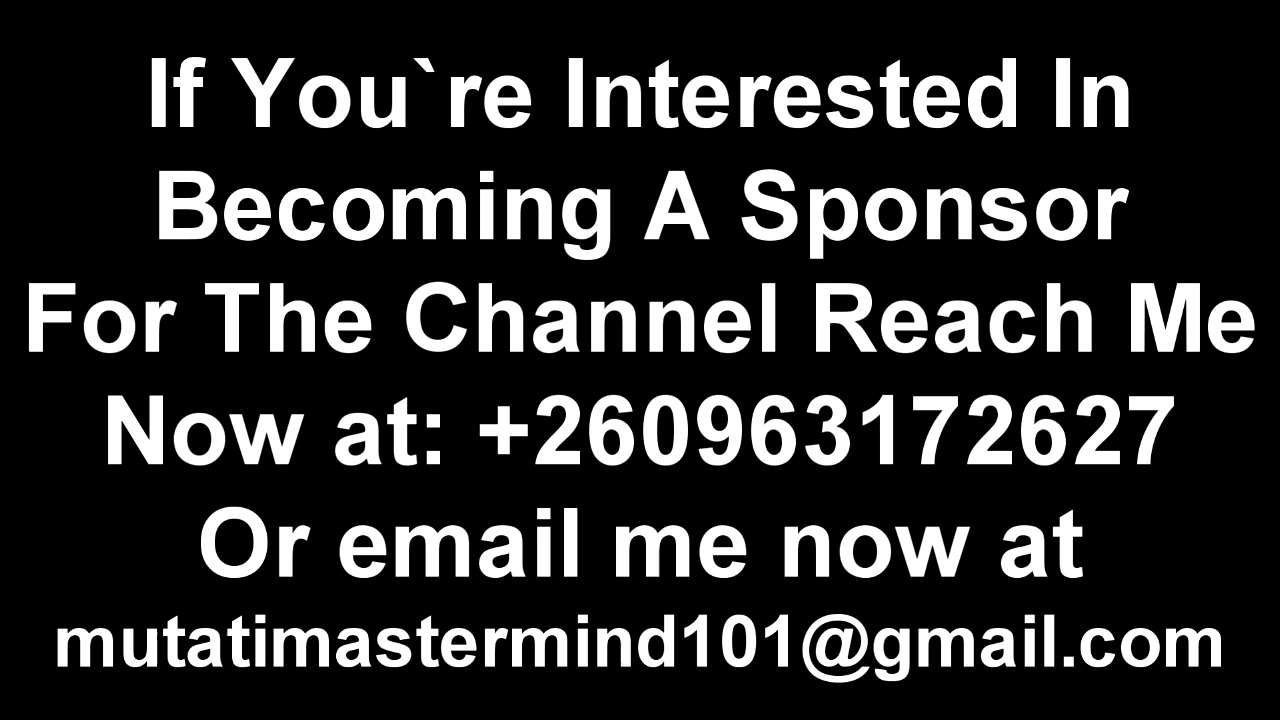 If You`re Interested In
Becoming A Sponsor
For The Channel Reach Me
Now at: +260963172627
Or email me now at
mutatimastermind101@gmail.com